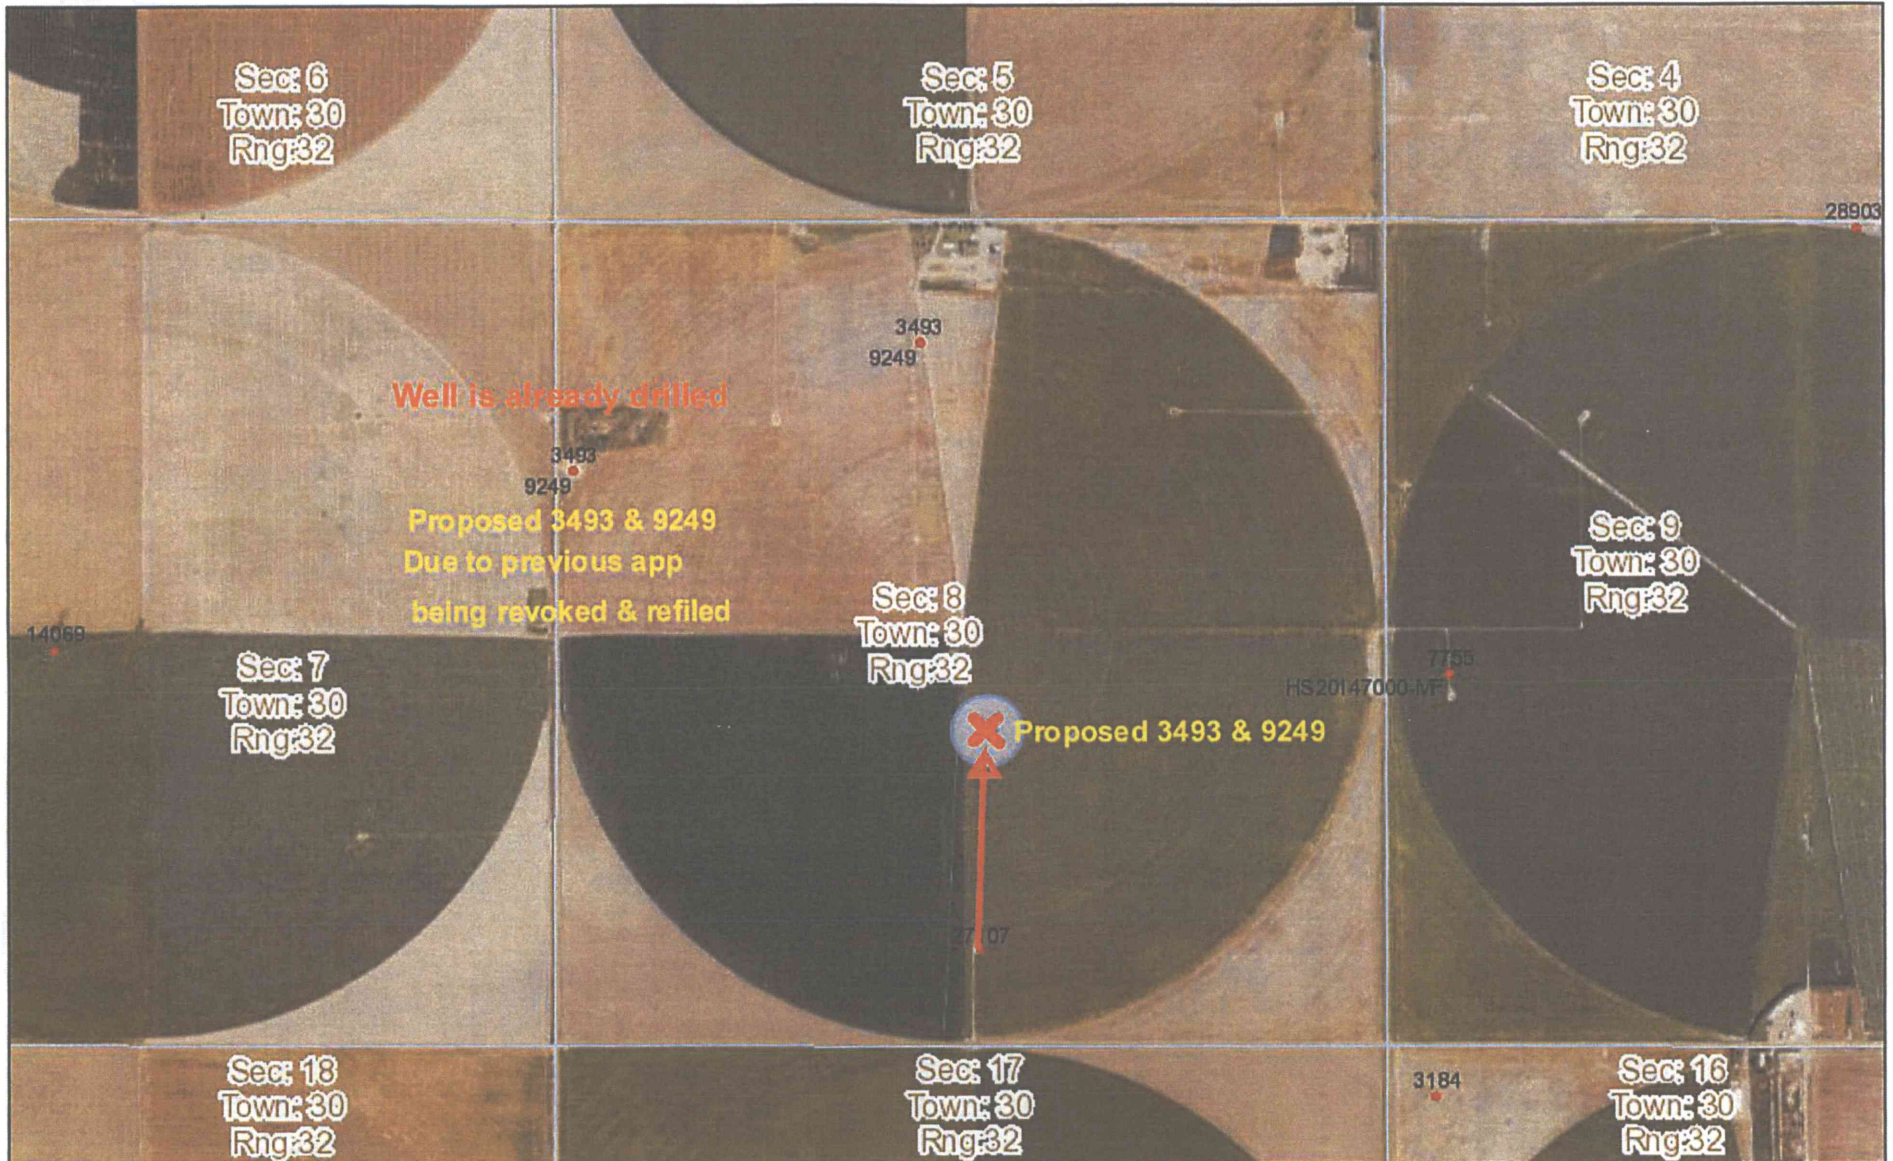 Sec: 6
Town: 30
Rng:32
Sec: 5
Town: 30
Rng:32
Sec: 4
Town: 30
Rng:32
28903
3493
9249
Well is already drilled
3493
9249
Proposed 3493 & 9249
Due to previous app
being revoked & refiled
Sec: 8
Town: 30
Rng:32
Sec: 9
Town: 30
Rng:32
14069
Sec: 7
Town: 30
Rng:32
7755
HS20147000-MF
Proposed 3493 & 9249
Sec: 18
Town: 30
Rng:32
Sec: 17
Town: 30
Rng:32
3184
Sec: 16
Town: 30
Rng:32